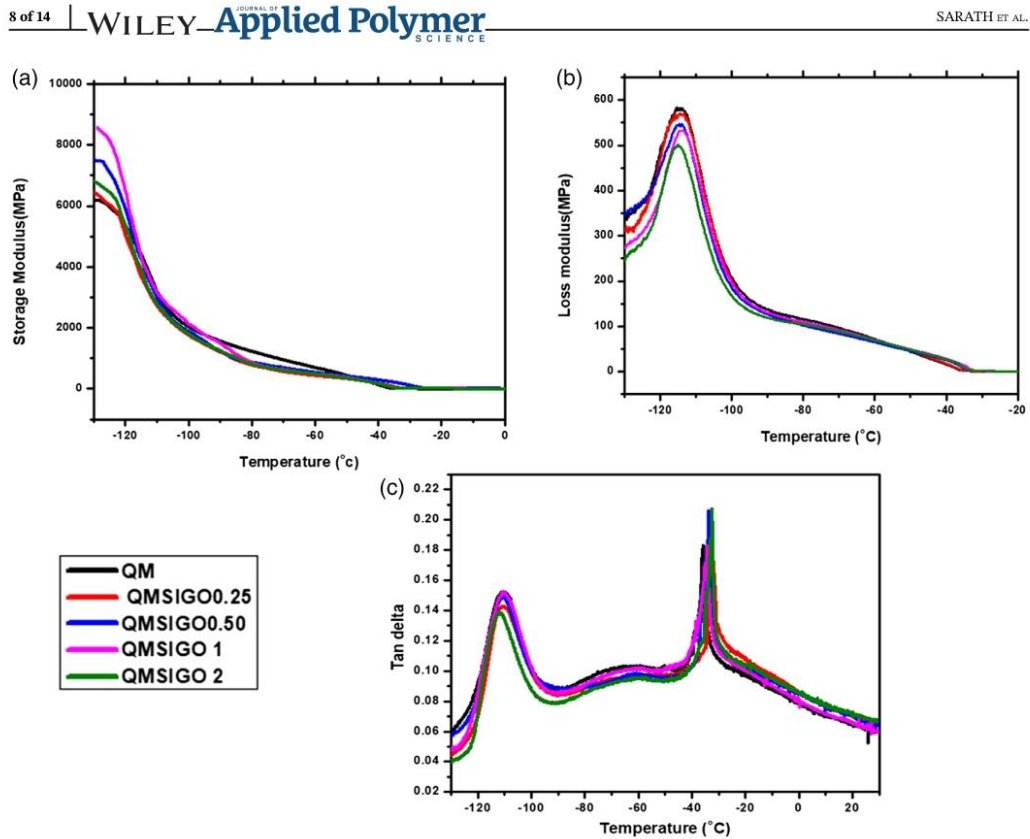 8 of 14
WILEY
JOURNAL OF
Applied Polymer
SCIENCE
SARATH ET AL.
(a)
10000
8000
6000
4000
2000
0
Storage Modulus(MPa)
-120 -100 -80 -60 -40 -20 0
Temperature (°c)
(b)
600
500
400
300
200
100
0
Loss modulus(MPa)
-120 -100 -80 -60 -40 -20
Temperature (°C)
(c)
0.22
0.20
0.18
0.16
0.14
0.12
0.10
0.08
0.06
0.04
0.02
Tan delta
-120 -100 -80 -60 -40 -20 0 20
Temperature (°C)
QM
QMSIGO0.25
QMSIGO0.50
QMSIGO 1
QMSIGO 2